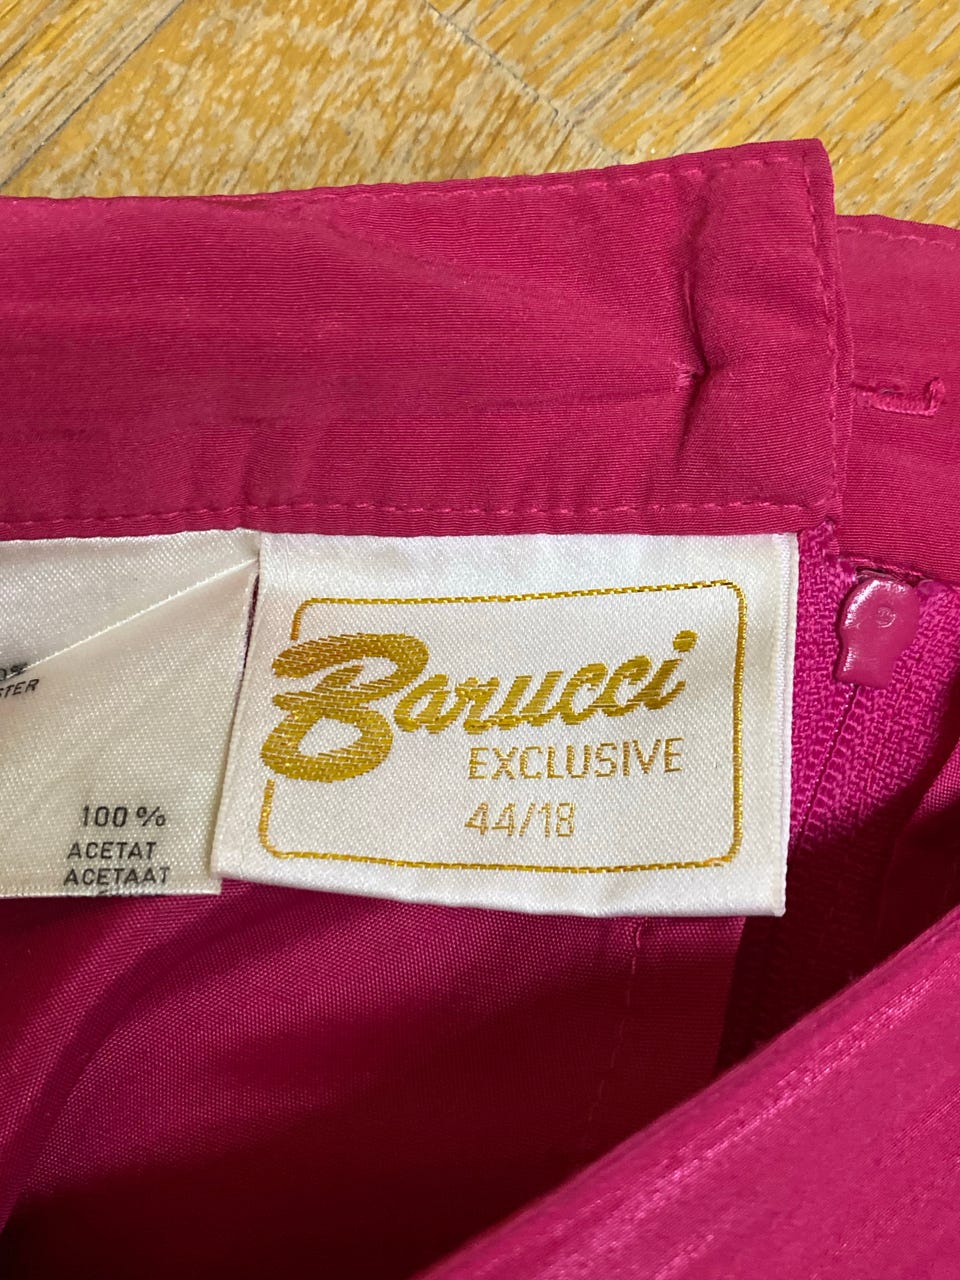 100 %
ACETAT
ACETAAT
Barucci
EXCLUSIVE
44/18